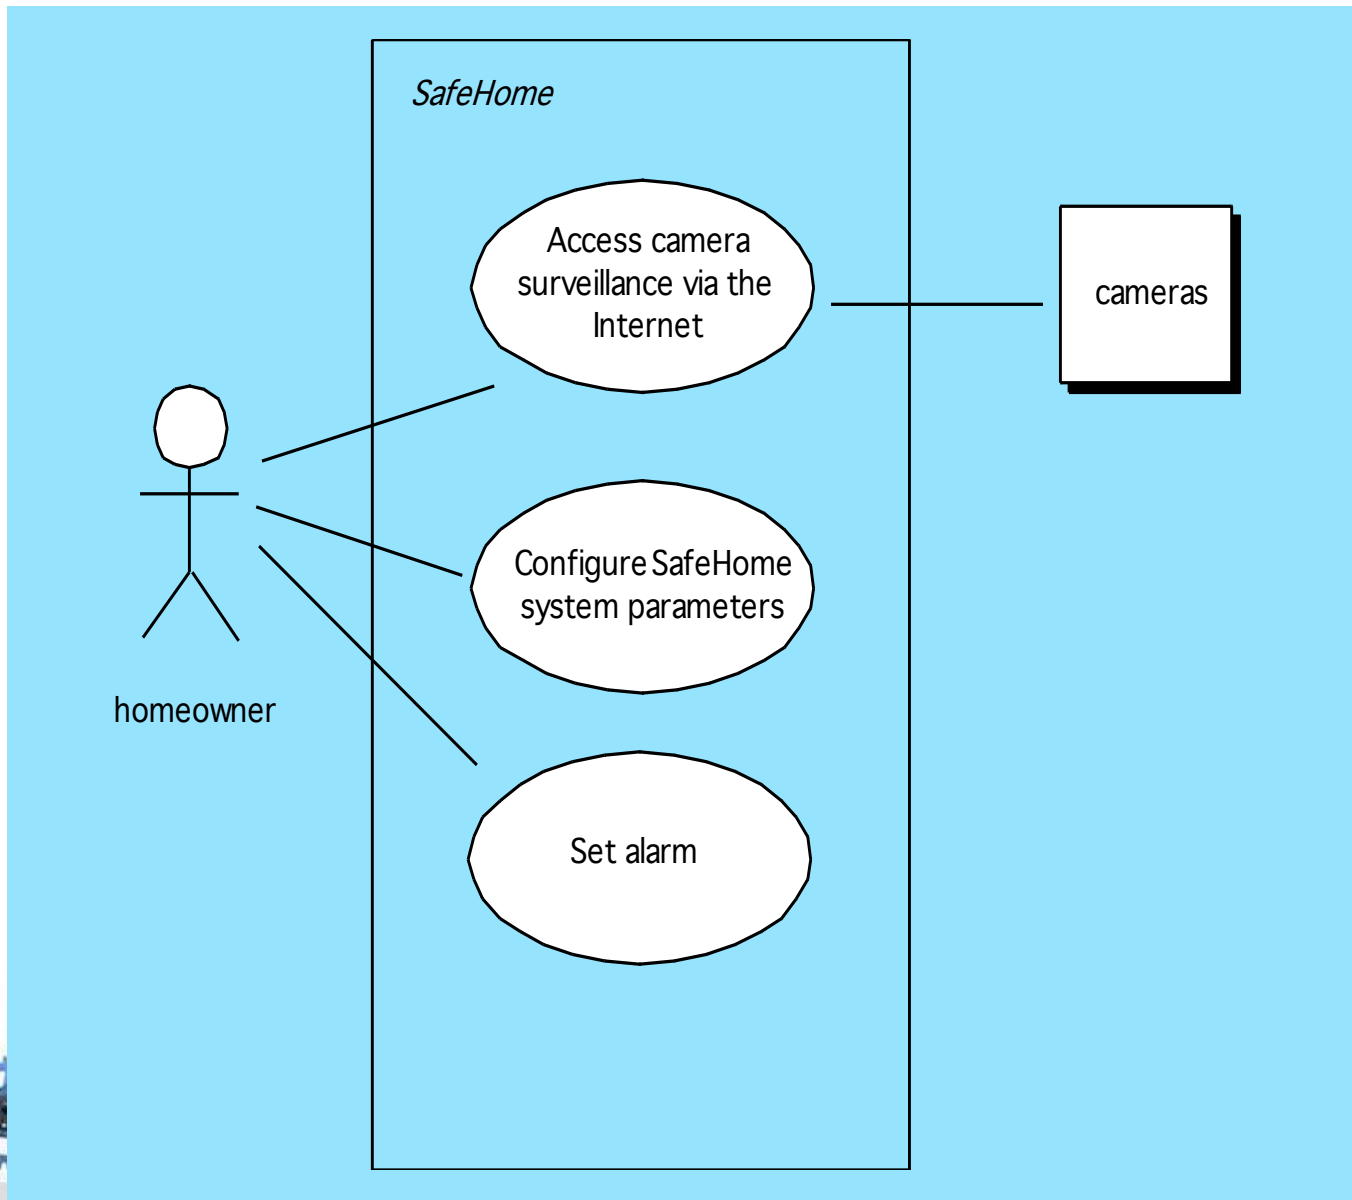 SafeHome
Access camera
surveillance via the
Internet
cameras
Configure SafeHome
system parameters
homeowner
Set alarm